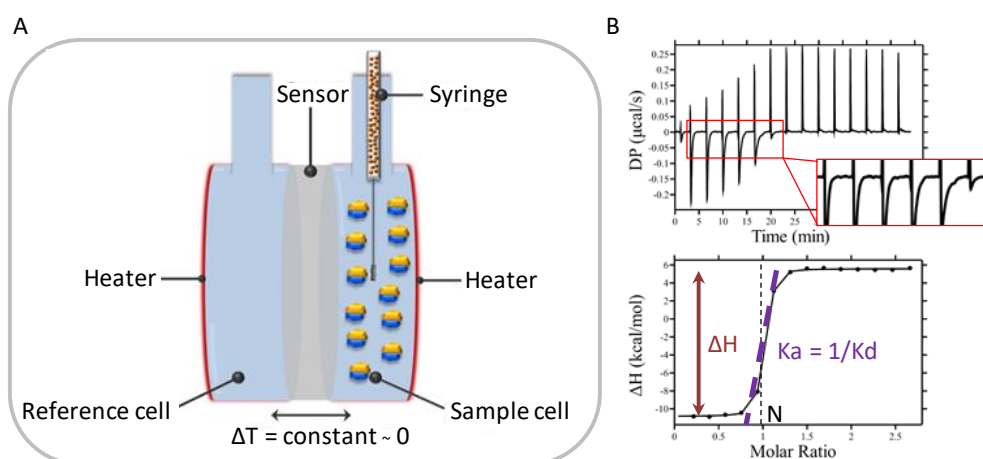 A
Sensor
Syringe
Heater
Heater
Reference cell
Sample cell
ΔT = constant ~ 0
B
0.25
0.2
0.15
0.1
0.05
0
-0.05
-0.1
-0.15
-0.2
DP (μcal/s)
0 5 10 15 20 25
Time (min)
6
4
2
0
-2
-4
-6
-8
-10
ΔH (kcal/mol)
ΔH
Ka = 1/Kd
N
0 0.5 1 1.5 2 2.5
Molar Ratio